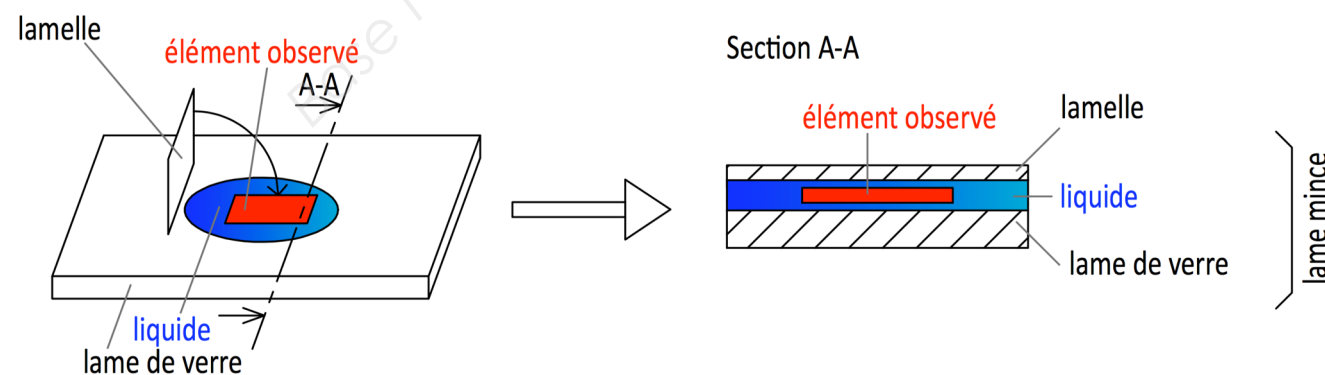 lamelle
élément observé
A-A
liquide
lame de verre
Section A-A
élément observé
lamelle
liquide
lame de verre
lame mince